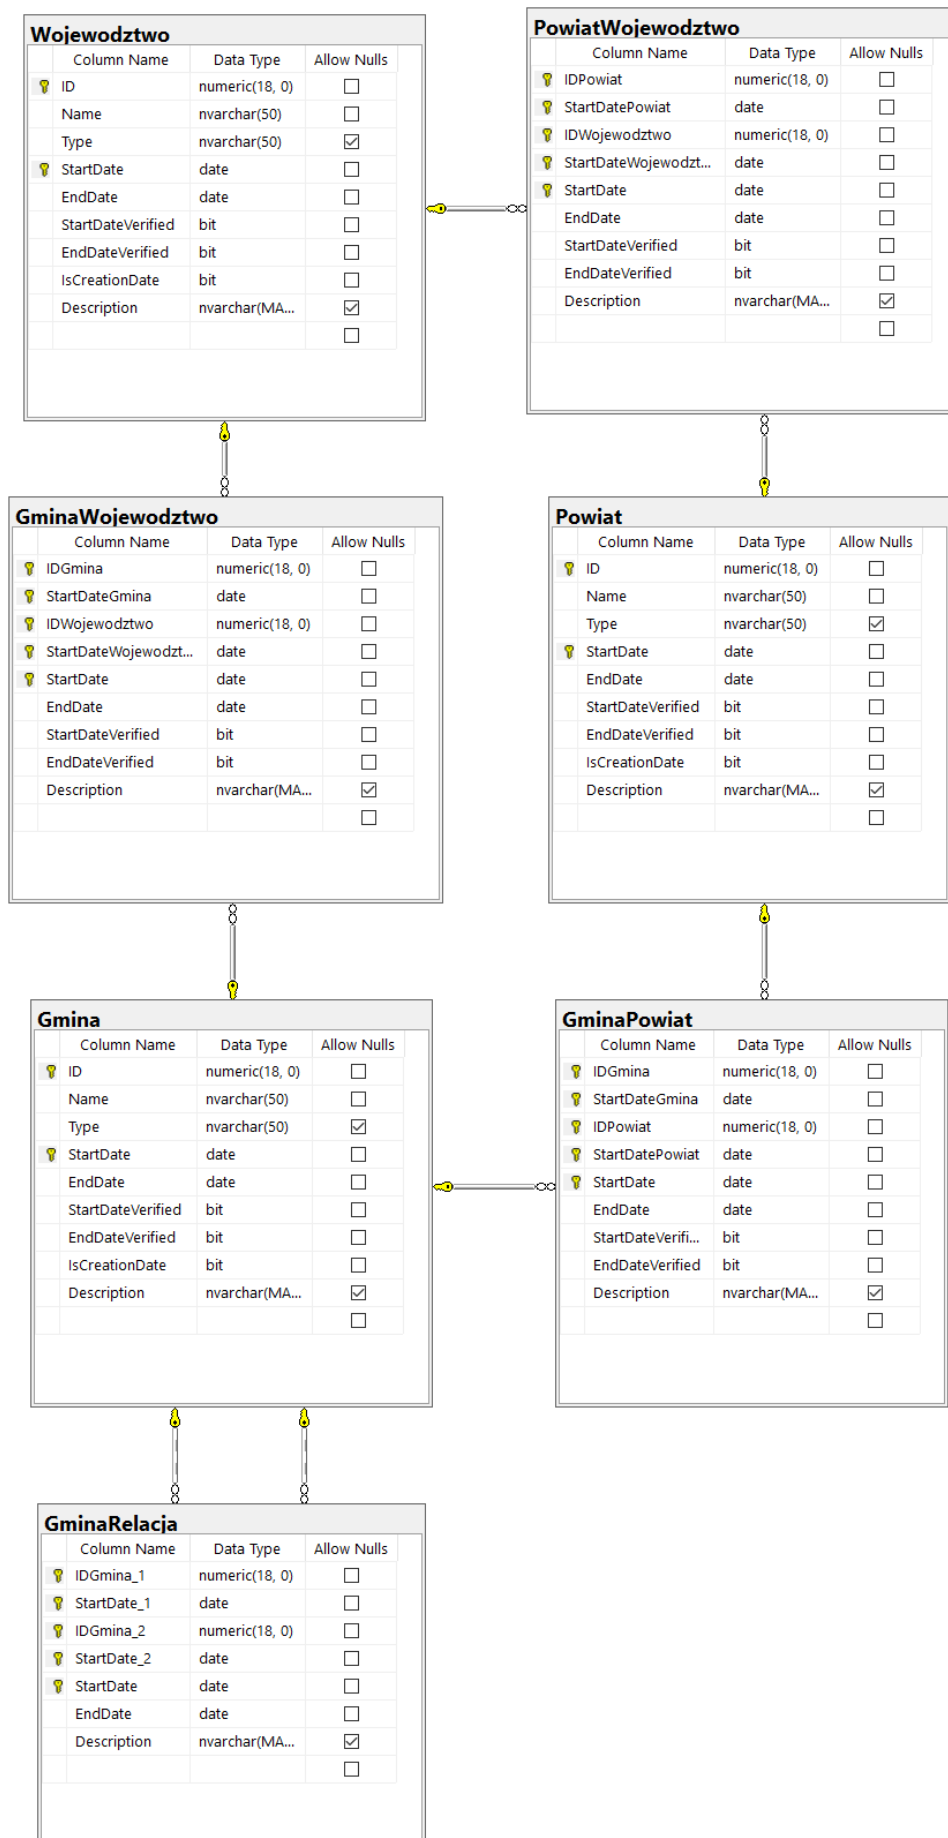 Wojewodztwo
Column Name Data Type Allow Nulls
ID numeric(18, 0)
Name nvarchar(50)
Type nvarchar(50)
StartDate date
EndDate date
StartDateVerified bit
EndDateVerified bit
IsCreationDate bit
Description nvarchar(MA...
PowiatWojewodztwo
Column Name Data Type Allow Nulls
IDPowiat numeric(18, 0)
StartDatePowiat date
IDWojewodztwo numeric(18, 0)
StartDateWojewodzt... date
StartDate date
EndDate date
StartDateVerified bit
EndDateVerified bit
Description nvarchar(MA...
GminaWojewodztwo
Column Name Data Type Allow Nulls
IDGmina numeric(18, 0)
StartDateGmina date
IDWojewodztwo numeric(18, 0)
StartDateWojewodzt... date
StartDate date
EndDate date
StartDateVerified bit
EndDateVerified bit
Description nvarchar(MA...
Powiat
Column Name Data Type Allow Nulls
ID numeric(18, 0)
Name nvarchar(50)
Type nvarchar(50)
StartDate date
EndDate date
StartDateVerified bit
EndDateVerified bit
IsCreationDate bit
Description nvarchar(MA...
Gmina
Column Name Data Type Allow Nulls
ID numeric(18, 0)
Name nvarchar(50)
Type nvarchar(50)
StartDate date
EndDate date
StartDateVerified bit
EndDateVerified bit
IsCreationDate bit
Description nvarchar(MA...
GminaPowiat
Column Name Data Type Allow Nulls
IDGmina numeric(18, 0)
StartDateGmina date
IDPowiat numeric(18, 0)
StartDatePowiat date
StartDate date
EndDate date
StartDateVerifi... bit
EndDateVerified bit
Description nvarchar(MA...
GminaRelacja
Column Name Data Type Allow Nulls
IDGmina_1 numeric(18, 0)
StartDate_1 date
IDGmina_2 numeric(18, 0)
StartDate_2 date
StartDate date
EndDate date
Description nvarchar(MA...